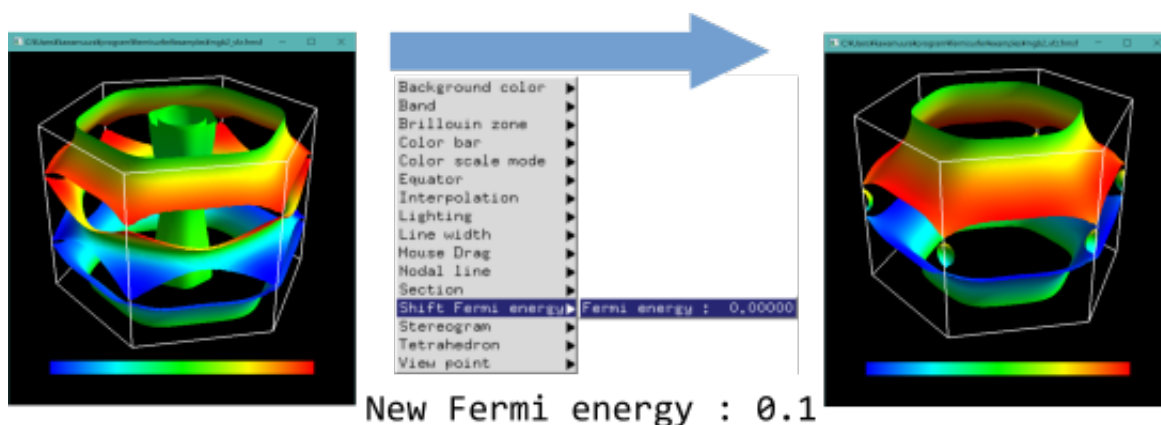 Background color
Band
Brillouin zone
Color bar
Color scale mode
Equator
Interpolation
Lighting
Line width
Mouse Drag
Nodal line
Section
Shift Fermi energy Fermi energy : 0.00000
Stereogram
Tetrahedron
View point
New Fermi energy : 0.1